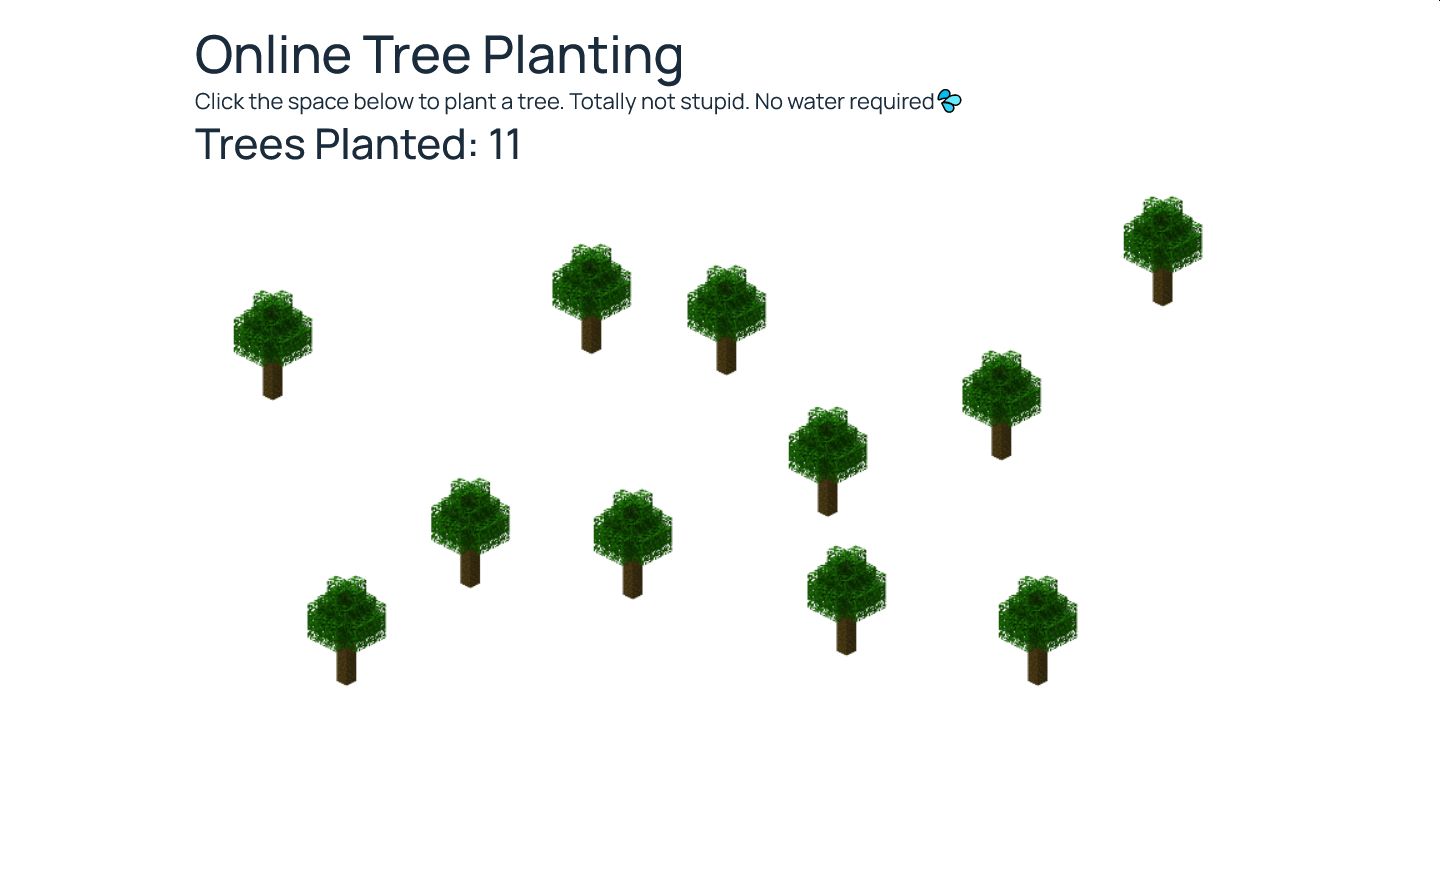 Online Tree Planting
Click the space below to plant a tree. Totally not stupid. No water required💦
Trees Planted: 11